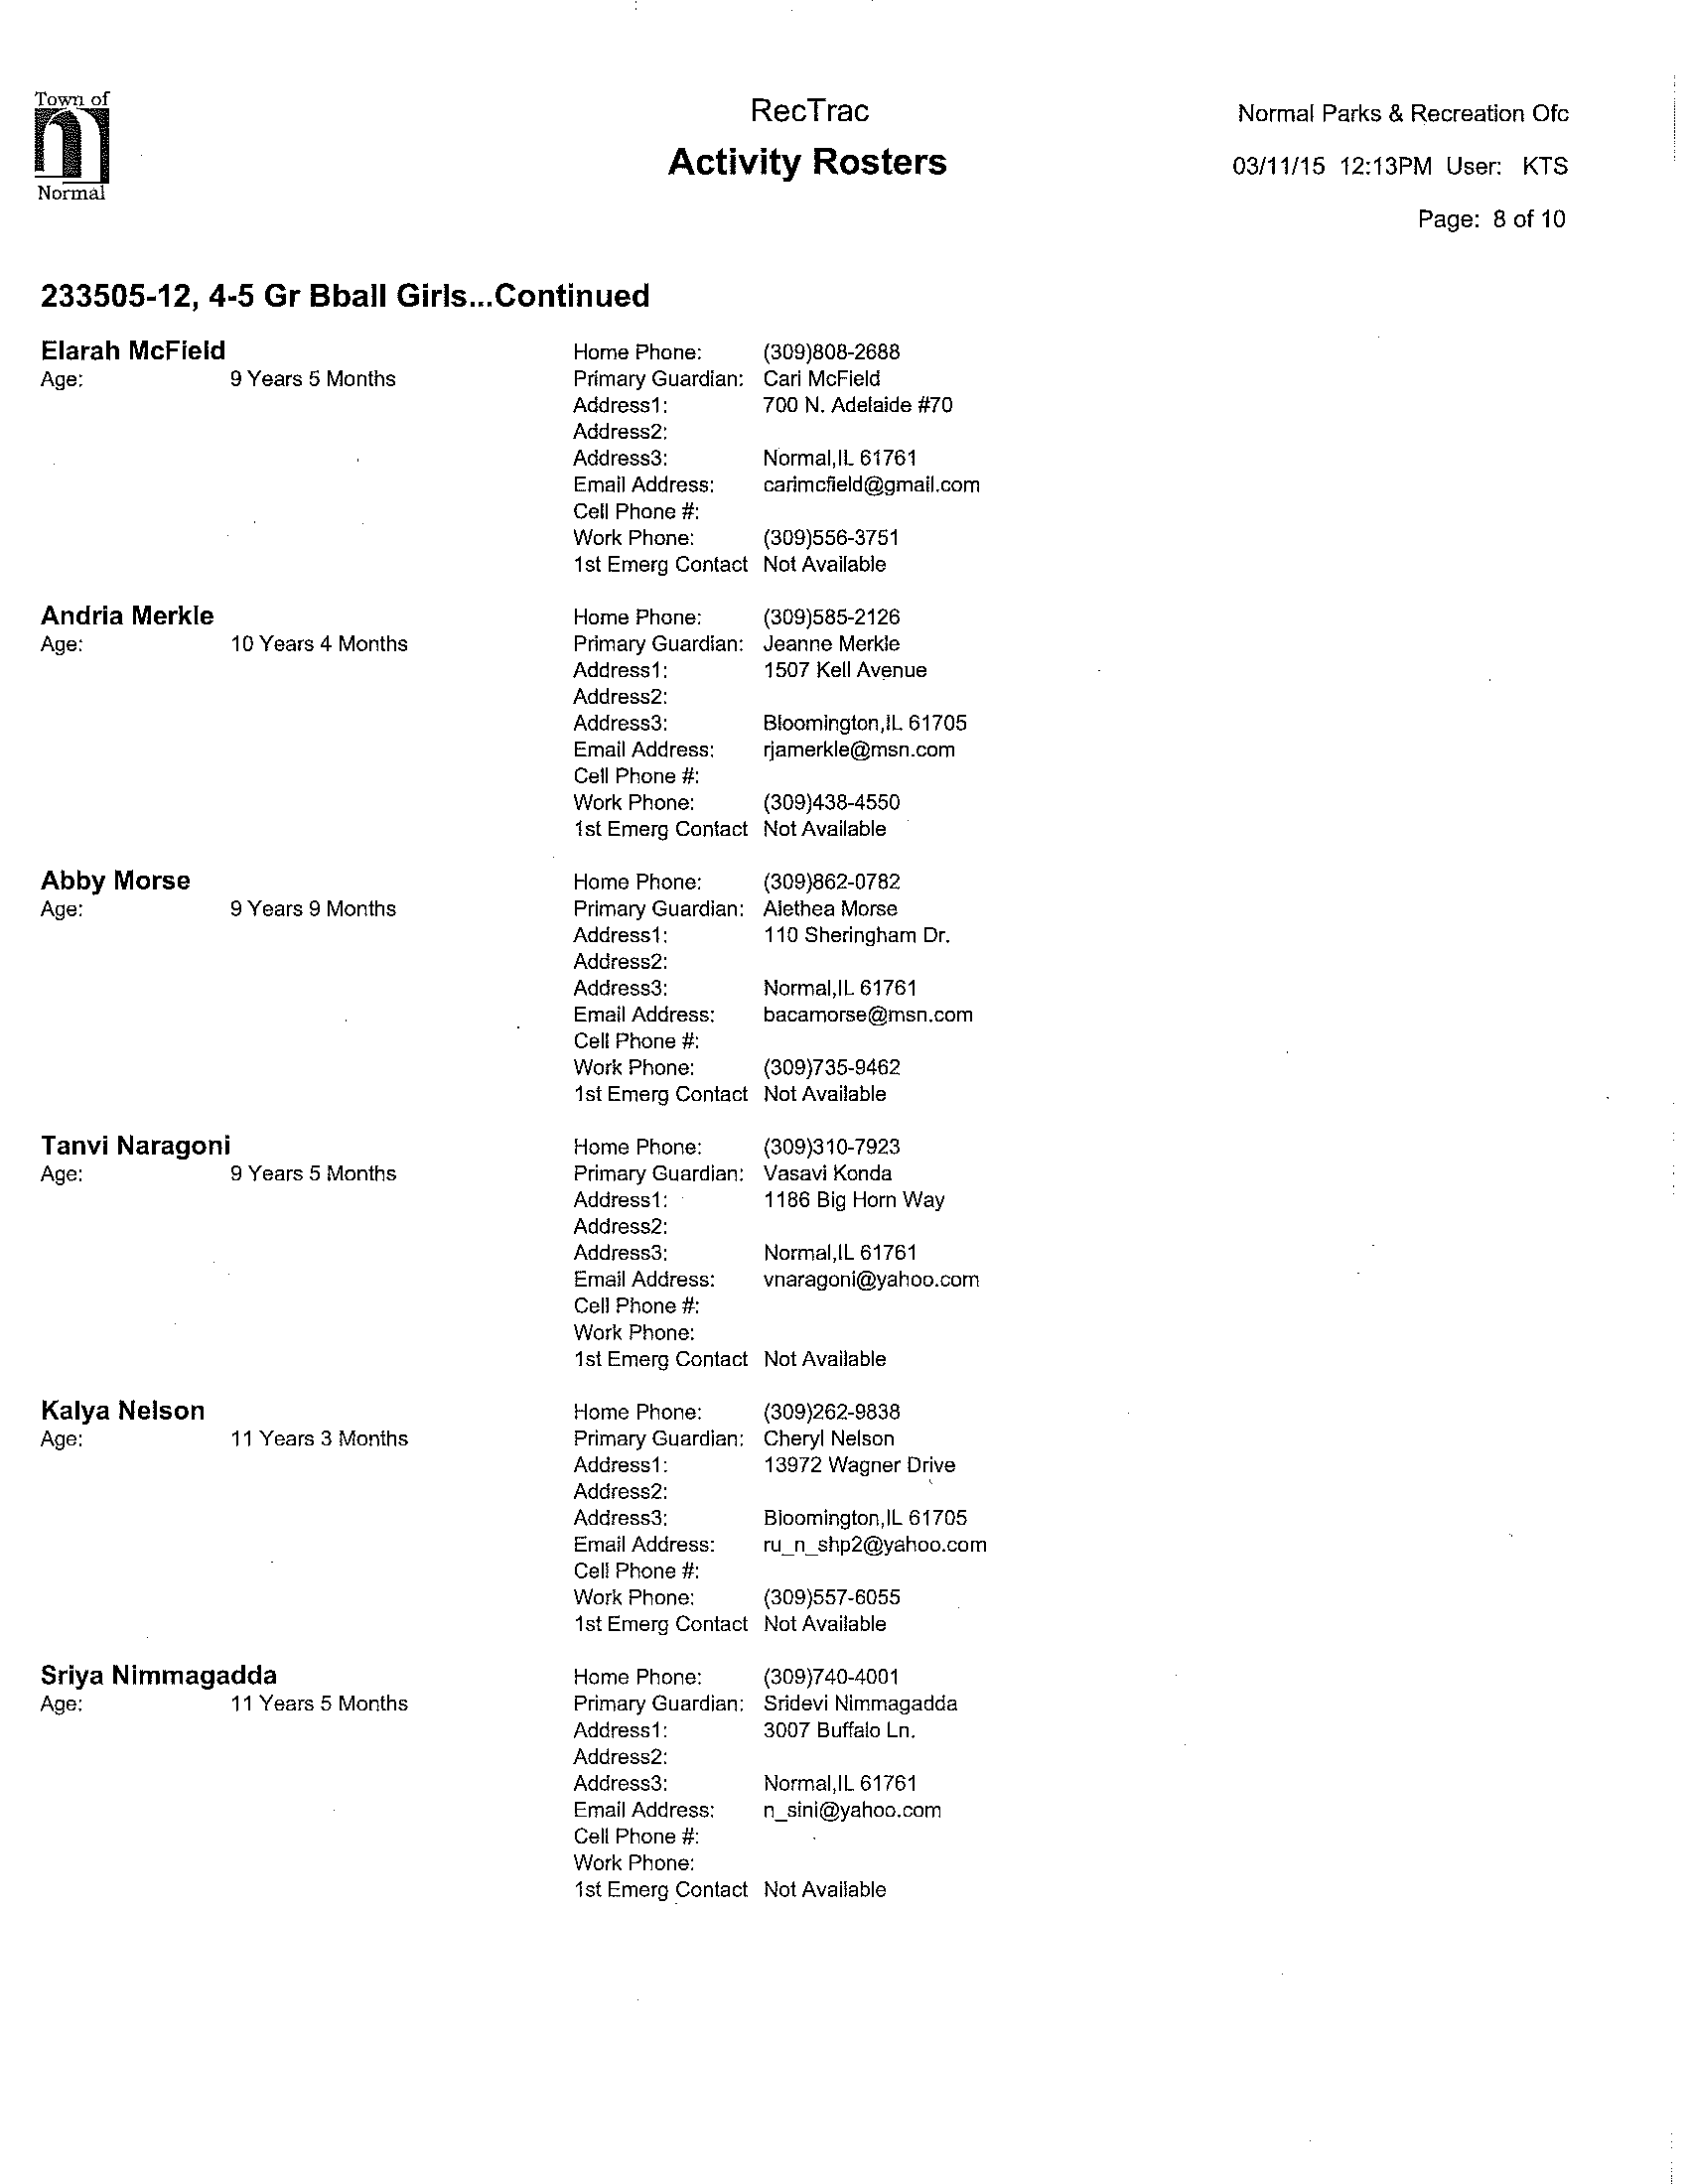 Town of
Normal
RecTrac
Activity Rosters
Normal Parks & Recreation Ofc
03/11/15 12:13PM User: KTS
Page: 8 of 10
233505-12, 4-5 Gr Bball Girls...Continued
Elarah McField
Age: 9 Years 5 Months
Home Phone: (309)808-2688
Primary Guardian: Cari McField
Address1: 700 N. Adelaide #70
Address2:
Address3: Normal,IL 61761
Email Address: carimcfield@gmail.com
Cell Phone #:
Work Phone: (309)556-3751
1st Emerg Contact Not Available
Andria Merkle
Age: 10 Years 4 Months
Home Phone: (309)585-2126
Primary Guardian: Jeanne Merkle
Address1: 1507 Kell Avenue
Address2:
Address3: Bloomington,IL 61705
Email Address: rjamerkle@msn.com
Cell Phone #:
Work Phone: (309)438-4550
1st Emerg Contact Not Available
Abby Morse
Age: 9 Years 9 Months
Home Phone: (309)862-0782
Primary Guardian: Alethea Morse
Address1: 110 Sheringham Dr.
Address2:
Address3: Normal,IL 61761
Email Address: bacamorse@msn.com
Cell Phone #:
Work Phone: (309)735-9462
1st Emerg Contact Not Available
Tanvi Naragoni
Age: 9 Years 5 Months
Home Phone: (309)310-7923
Primary Guardian: Vasavi Konda
Address1: 1186 Big Horn Way
Address2:
Address3: Normal,IL 61761
Email Address: vnaragoni@yahoo.com
Cell Phone #:
Work Phone:
1st Emerg Contact Not Available
Kalya Nelson
Age: 11 Years 3 Months
Home Phone: (309)262-9838
Primary Guardian: Cheryl Nelson
Address1: 13972 Wagner Drive
Address2:
Address3: Bloomington,IL 61705
Email Address: ru_n_shp2@yahoo.com
Cell Phone #:
Work Phone: (309)557-6055
1st Emerg Contact Not Available
Sriya Nimmagadda
Age: 11 Years 5 Months
Home Phone: (309)740-4001
Primary Guardian: Sridevi Nimmagadda
Address1: 3007 Buffalo Ln.
Address2:
Address3: Normal,IL 61761
Email Address: n_sini@yahoo.com
Cell Phone #:
Work Phone:
1st Emerg Contact Not Available